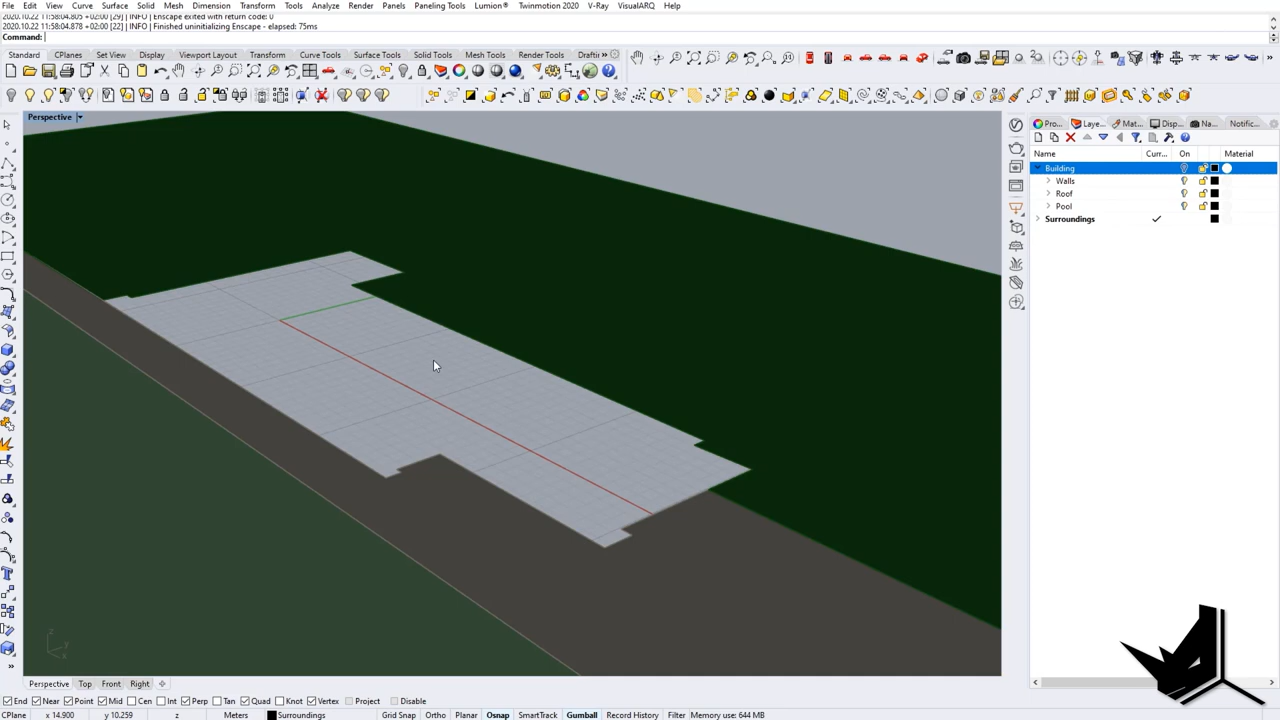 File Edit View Curve Surface Solid Mesh Dimension Transform Tools Analyze Render Panels Paneling Tools Lumion® Twinmotion 2020 V-Ray VisualARQ Help
2020.10.22 11:58:04.805 +02:00 [29] | INFO | Enscape exited with return code: 0
2020.10.22 11:58:04.878 +02:00 [22] | INFO | Finished uninitializing Enscape - elapsed: 75ms
Command:
Standard CPlanes Set View Display Viewport Layout Transform Curve Tools Surface Tools Solid Tools Mesh Tools Render Tools Draftir
Perspective
Pro... Laye... Mat... Disp... Na... Notific...
Name Curr... On Material
Building
Walls
Roof
Pool
Surroundings
z
y
x
Perspective Top Front Right
End Near Point Mid Cen Int Perp Tan Quad Knot Vertex Project Disable
CPlane x 14.900 y 10.259 z Meters Surroundings Grid Snap Ortho Planar Osnap SmartTrack Gumball Record History Filter Memory use: 644 MB